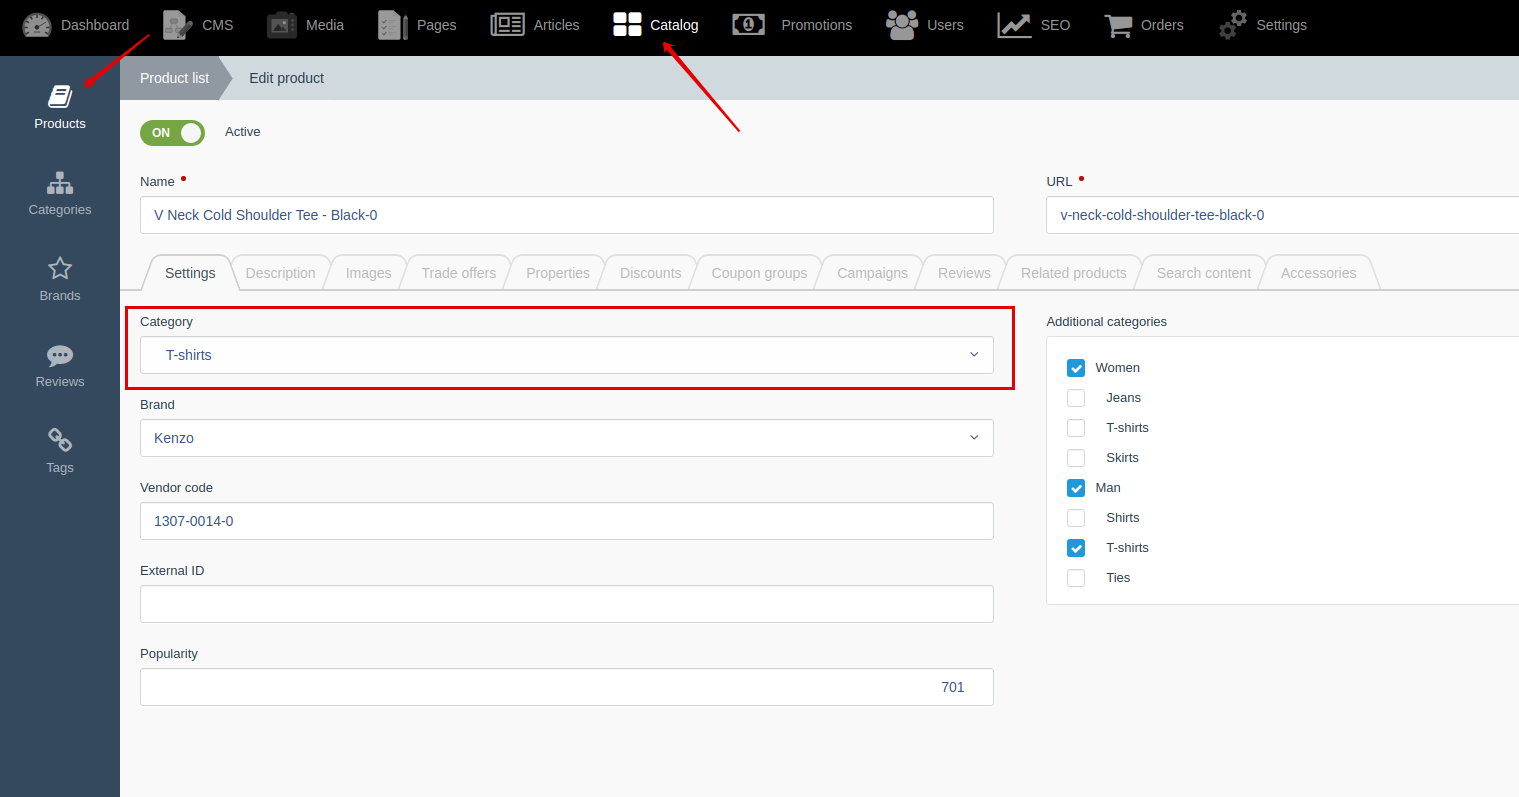 Dashboard CMS Media Pages Articles Catalog Promotions Users SEO Orders Settings
Products
Categories
Brands
Reviews
Tags
Product list Edit product
ON Active
Name URL
V Neck Cold Shoulder Tee - Black-0 v-neck-cold-shoulder-tee-black-0
Settings Description Images Trade offers Properties Discounts Coupon groups Campaigns Reviews Related products Search content Accessories
Category
T-shirts
Brand
Kenzo
Vendor code
1307-0014-0
External ID
Popularity
701
Additional categories
Women
Jeans
T-shirts
Skirts
Man
Shirts
T-shirts
Ties